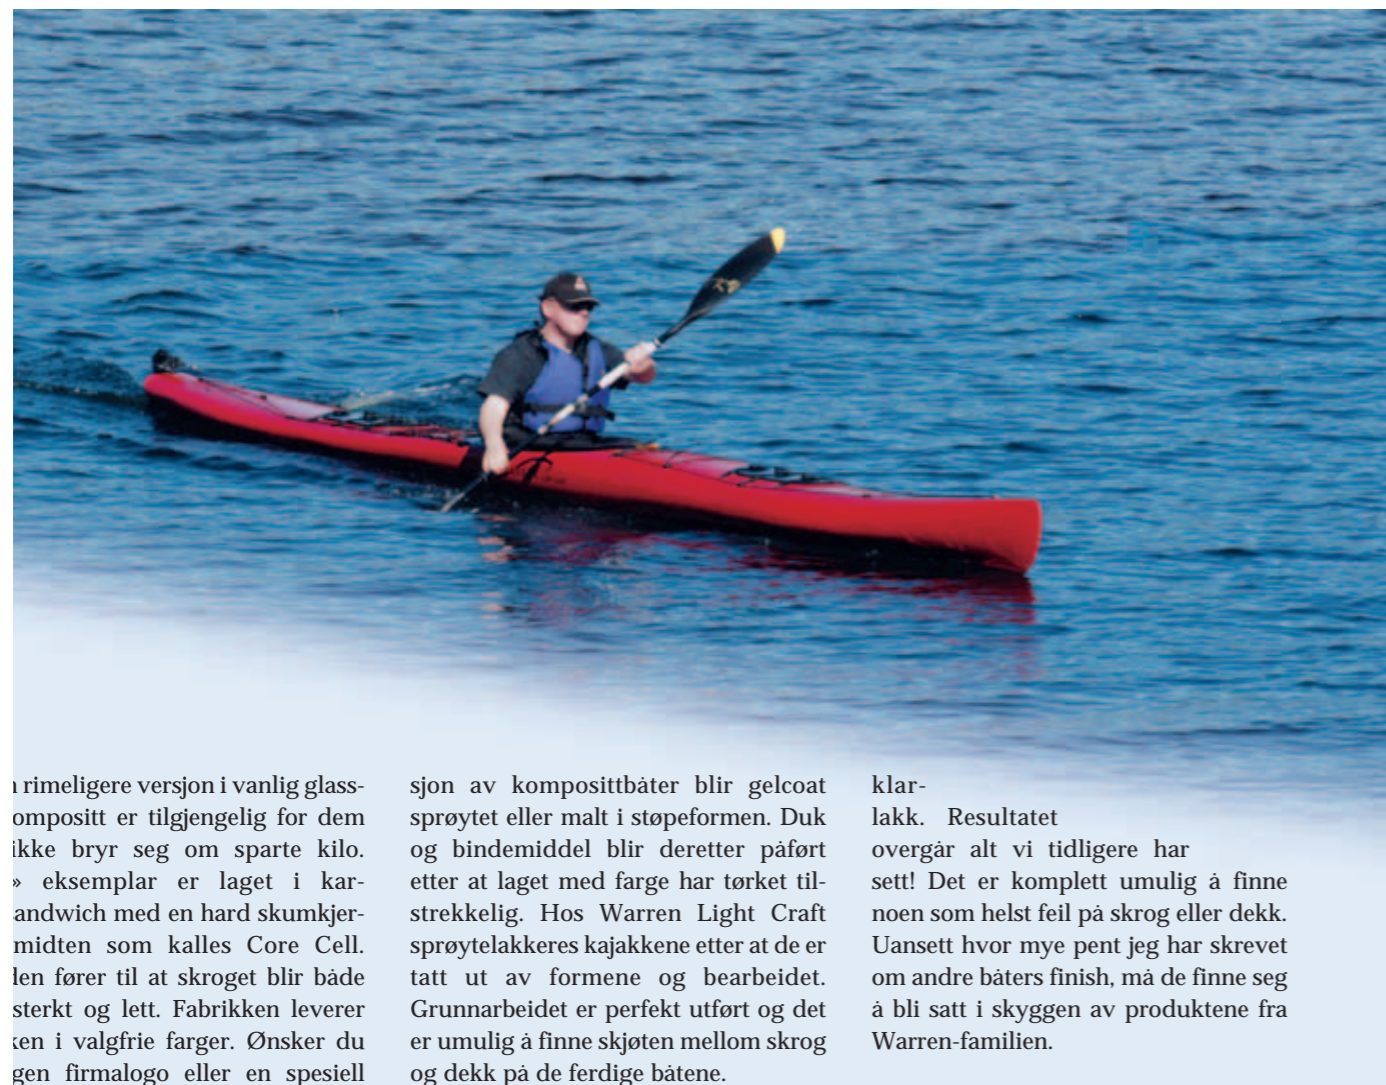 rimeligere versjon i vanlig glass-
ompositt er tilgjengelig for dem
ikke bryr seg om sparte kilo.
» eksemplar er laget i kar-
andwich med en hard skumkjer-
midten som kalles Core Cell.
den fører til at skroget blir både
sterkt og lett. Fabrikken leverer
ken i valgfrie farger. Ønsker du
gen firmalogo eller en spesiell
sjon av komposittbåter blir gelcoat
sprøytet eller malt i støpeformen. Duk
og bindemiddel blir deretter påført
etter at laget med farge har tørket til-
strekkelig. Hos Warren Light Craft
sprøytelakkeres kajakkene etter at de er
tatt ut av formene og bearbeidet.
Grunnarbeidet er perfekt utført og det
er umulig å finne skjøten mellom skrog
og dekk på de ferdige båtene.
klar-
lakk. Resultatet
overgår alt vi tidligere har
sett! Det er komplett umulig å finne
noen som helst feil på skrog eller dekk.
Uansett hvor mye pent jeg har skrevet
om andre båters finish, må de finne seg
å bli satt i skyggen av produktene fra
Warren-familien.